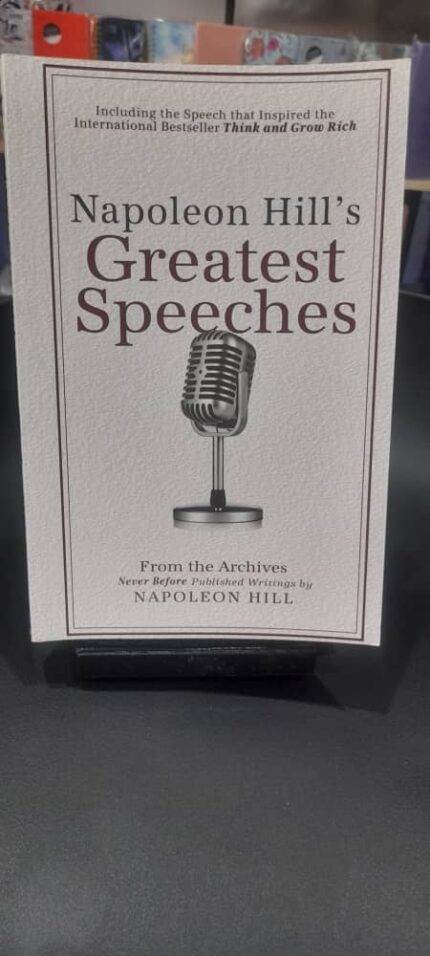 Including the Speech that Inspired the
International Bestseller Think and Grow Rich
Napoleon Hill's
Greatest
Speeches
From the Archives
Never Before Published Writings by
NAPOLEON HILL